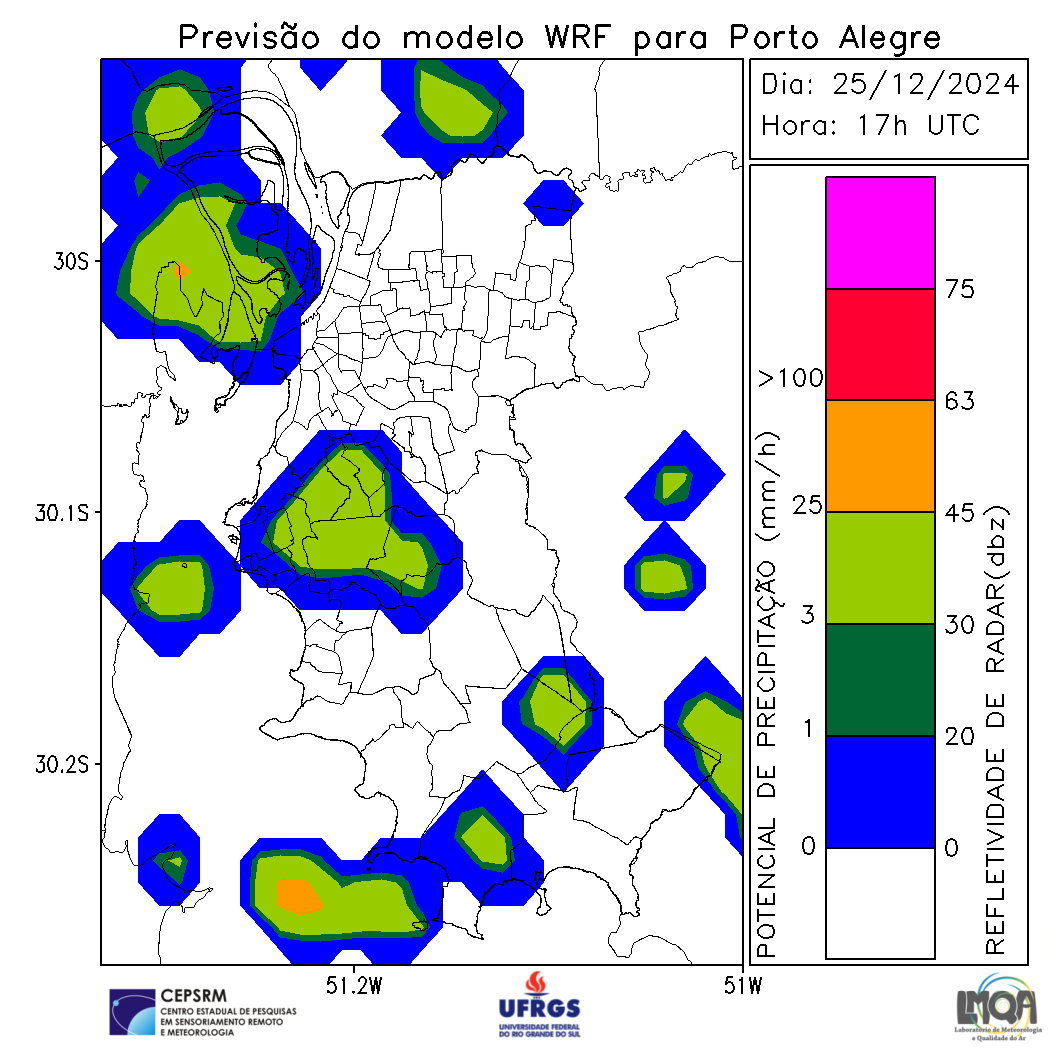 Previsão do modelo WRF para Porto Alegre
Dia: 25/12/2024
Hora: 17h UTC
30S
30.1S
30.2S
51.2W
51W
POTENCIAL DE PRECIPITAÇÃO (mm/h)
>100
25
3
1
0
75
63
45
30
20
0
REFLETIVIDADE DE RADAR(dbz)
CEPSRM
CENTRO ESTADUAL DE PESQUISAS
EM SENSORIAMENTO REMOTO
E METEOROLOGIA
UFRGS
UNIVERSIDADE FEDERAL
DO RIO GRANDE DO SUL
LMQA
Laboratório de Meteorologia
e Qualidade do Ar